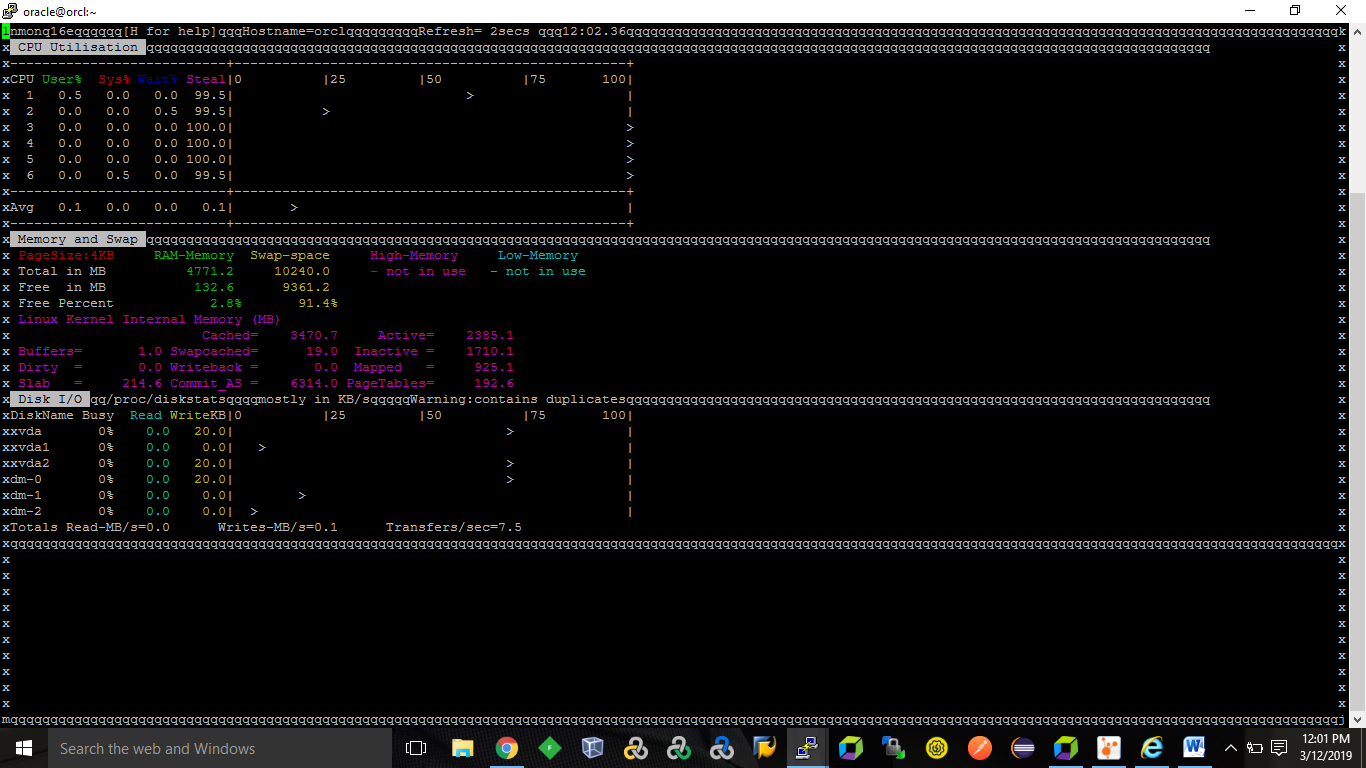 oracle@orcl:~
lnmonq16eqqqqqq[H for help]qqqHostname=orclqqqqqqqqqRefresh= 2secs qqq12:02.36qqqqqqqqqqqqqqqqqqqqqqqqqqqqqqqqqqqqqqqqqqqqqqqqqqqqqqqqqqqqqqqqqqqqqqqqqqqqqqqqqqqqqqqqqk
x CPU Utilisation qqqqqqqqqqqqqqqqqqqqqqqqqqqqqqqqqqqqqqqqqqqqqqqqqqqqqqqqqqqqqqqqqqqqqqqqqqqqqqqqqqqqqqqqqqqqqqqqqqqqqqqqqqqqqqqqqqqqqqqqqqqqqqqqqqqqqqqqqqqqq x
x---------------------------+-------------------------------------------------+ x
xCPU User%  Sys% Wait% Steal|0          |25         |50          |75       100| x
x  1   0.5   0.0   0.0  99.5|                             >                   | x
x  2   0.0   0.0   0.5  99.5|           >                                     | x
x  3   0.0   0.0   0.0 100.0|                                                 > x
x  4   0.0   0.0   0.0 100.0|                                                 > x
x  5   0.0   0.0   0.0 100.0|                                                 > x
x  6   0.0   0.5   0.0  99.5|                                                 > x
x---------------------------+-------------------------------------------------+ x
xAvg   0.1   0.0   0.0   0.1|       >                                         | x
x---------------------------+-------------------------------------------------+ x
x Memory and Swap qqqqqqqqqqqqqqqqqqqqqqqqqqqqqqqqqqqqqqqqqqqqqqqqqqqqqqqqqqqqqqqqqqqqqqqqqqqqqqqqqqqqqqqqqqqqqqqqqqqqqqqqqqqqqqqqqqqqqqqqqqqqqqqqqqqqqqqqqqqqq x
x PageSize:4KB     RAM-Memory  Swap-space     High-Memory     Low-Memory x
x Total in MB          4771.2     10240.0     - not in use   - not in use x
x Free  in MB           132.6      9361.2 x
x Free Percent            2.8%       91.4% x
x Linux Kernel Internal Memory (MB) x
x                        Cached=    3470.7     Active=    2385.1 x
x Buffers=       1.0 Swapcached=      19.0  Inactive =    1710.1 x
x Dirty  =       0.0 Writeback =       0.0  Mapped   =     925.1 x
x Slab   =     214.6 Commit_AS =    6314.0 PageTables=     192.6 x
x Disk I/O qq/proc/diskstatsqqqqmostly in KB/sqqqqqWarning:contains duplicatesqqqqqqqqqqqqqqqqqqqqqqqqqqqqqqqqqqqqqqqqqqqqqqqqqqqqqqqqqqqqqqqqqqqqqqqqq x
xDiskName Busy  Read WriteKB|0          |25         |50          |75       100| x
xxvda       0%    0.0   20.0|                                  >              | x
xxvda1      0%    0.0    0.0|   >                                             | x
xxvda2      0%    0.0   20.0|                                  >              | x
xdm-0       0%    0.0   20.0|                                  >              | x
xdm-1       0%    0.0    0.0|        >                                        | x
xdm-2       0%    0.0    0.0|  >                                              | x
xTotals Read-MB/s=0.0      Writes-MB/s=0.1      Transfers/sec=7.5 x
xqqqqqqqqqqqqqqqqqqqqqqqqqqqqqqqqqqqqqqqqqqqqqqqqqqqqqqqqqqqqqqqqqqqqqqqqqqqqqqqqqqqqqqqqqqqqqqqqqqqqqqqqqqqqqqqqqqqqqqqqqqqqqqqqqqqqqqqqqqqqqqqqqqqqqqqqqqqqqqqqqqx
x x
x x
x x
x x
x x
x x
x x
x x
x x
x x
mqqqqqqqqqqqqqqqqqqqqqqqqqqqqqqqqqqqqqqqqqqqqqqqqqqqqqqqqqqqqqqqqqqqqqqqqqqqqqqqqqqqqqqqqqqqqqqqqqqqqqqqqqqqqqqqqqqqqqqqqqqqqqqqqqqqqqqqqqqqqqqqqqqqqqqqqqqqqqqqqqqj
Search the web and Windows
12:01 PM
3/12/2019